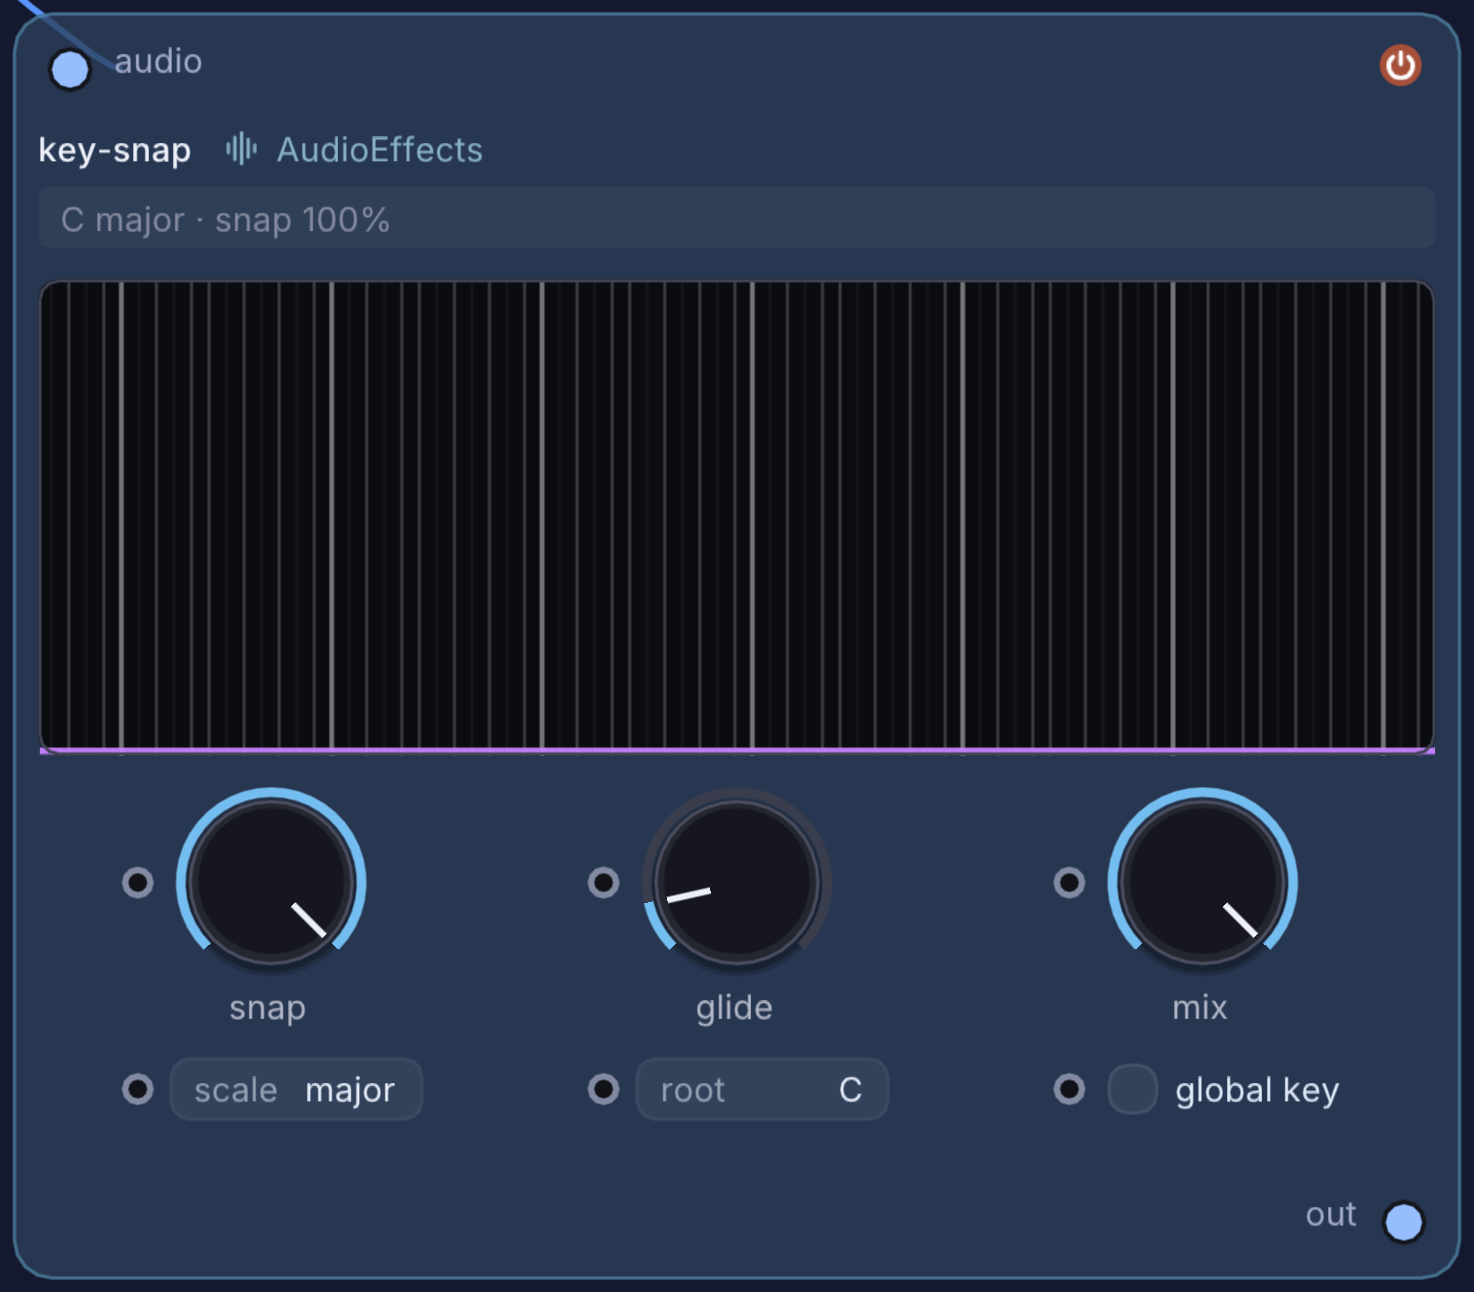 audio
key-snap AudioEffects
C major · snap 100%
snap glide mix
scale major root C global key
out